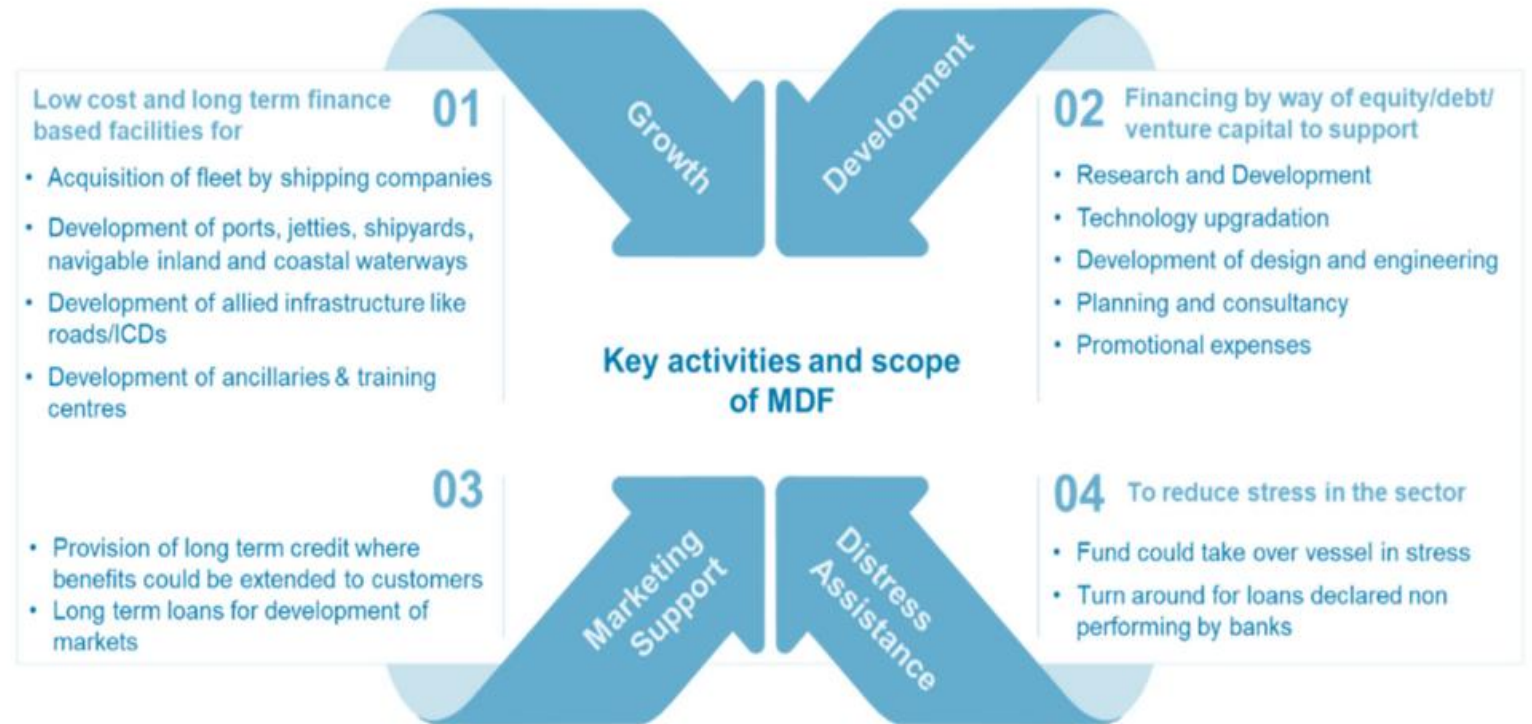 Low cost and long term finance
based facilities for
01
• Acquisition of fleet by shipping companies
• Development of ports, jetties, shipyards,
navigable inland and coastal waterways
• Development of allied infrastructure like
roads/ICDs
• Development of ancillaries & training
centres
Growth
Development
02
Financing by way of equity/debt/
venture capital to support
• Research and Development
• Technology upgradation
• Development of design and engineering
• Planning and consultancy
• Promotional expenses
Key activities and scope
of MDF
03
• Provision of long term credit where
benefits could be extended to customers
• Long term loans for development of
markets
Marketing
Support
Distress
Assistance
04
To reduce stress in the sector
• Fund could take over vessel in stress
• Turn around for loans declared non
performing by banks